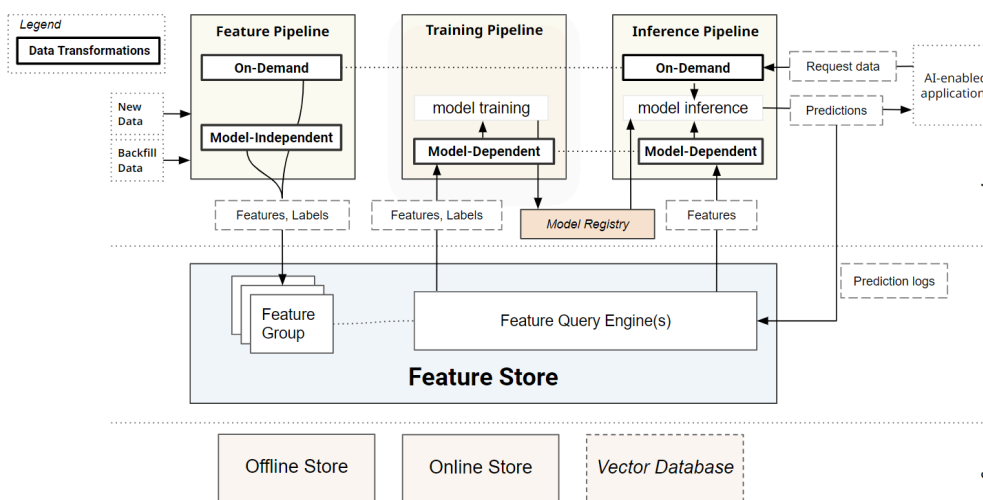 Legend
Data Transformations
Feature Pipeline
Training Pipeline
Inference Pipeline
On-Demand
On-Demand
Request data
AI-enabled
application
New
Data
model training
model inference
Predictions
Model-Independent
Backfill
Data
Model-Dependent
Model-Dependent
Features, Labels
Features, Labels
Model Registry
Features
Prediction logs
Feature
Group
Feature Query Engine(s)
Feature Store
Offline Store
Online Store
Vector Database